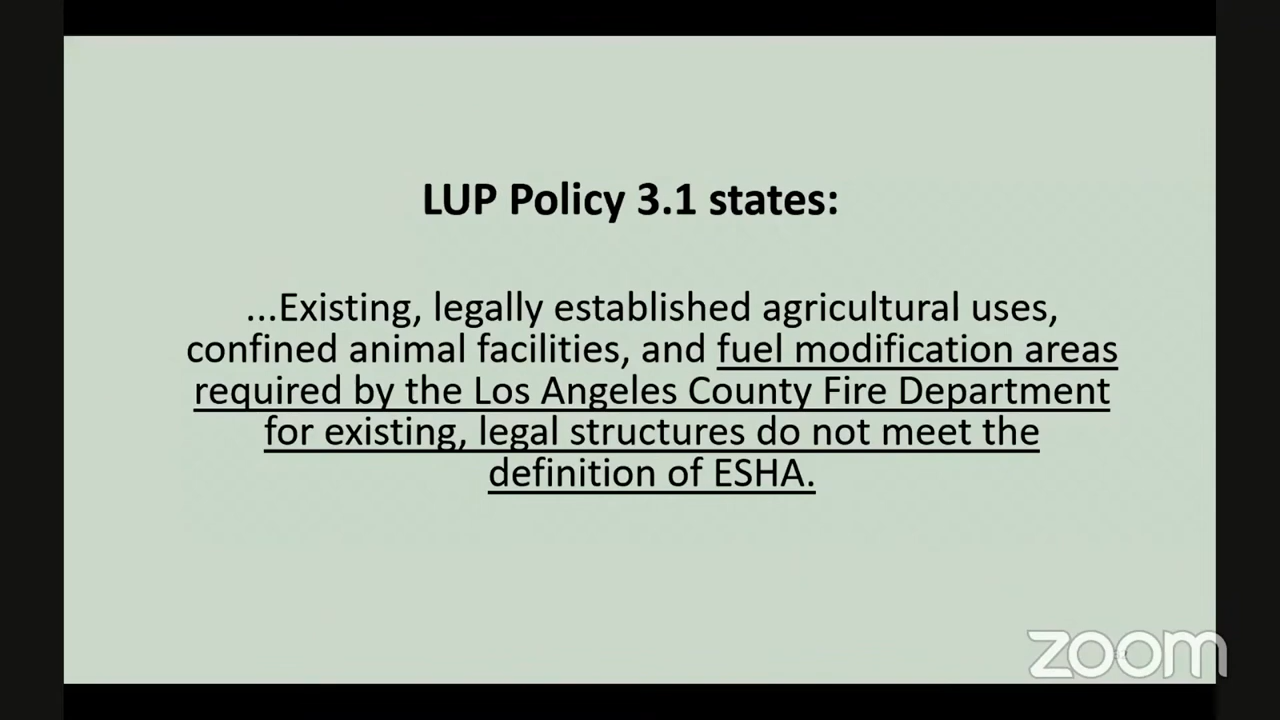 LUP Policy 3.1 states:
...Existing, legally established agricultural uses,
confined animal facilities, and fuel modification areas
required by the Los Angeles County Fire Department
for existing, legal structures do not meet the
definition of ESHA.
zoom